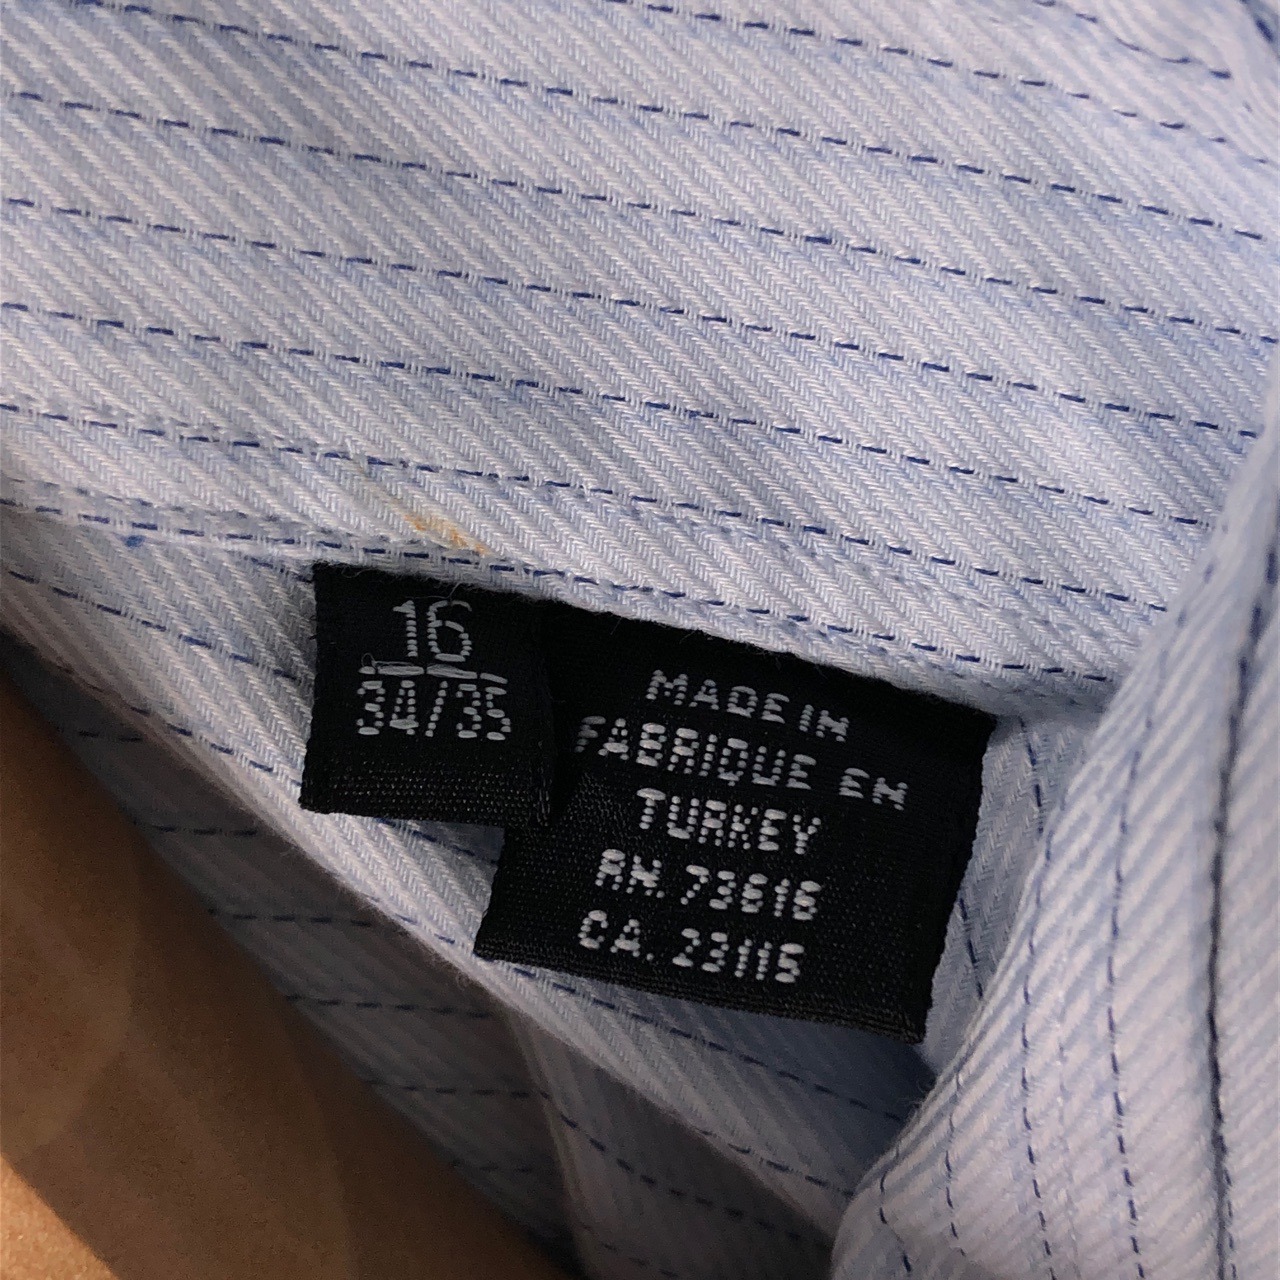 16
34/35
MADE IN
FABRIQUE EN
TURKEY
RN. 73616
CA. 23115